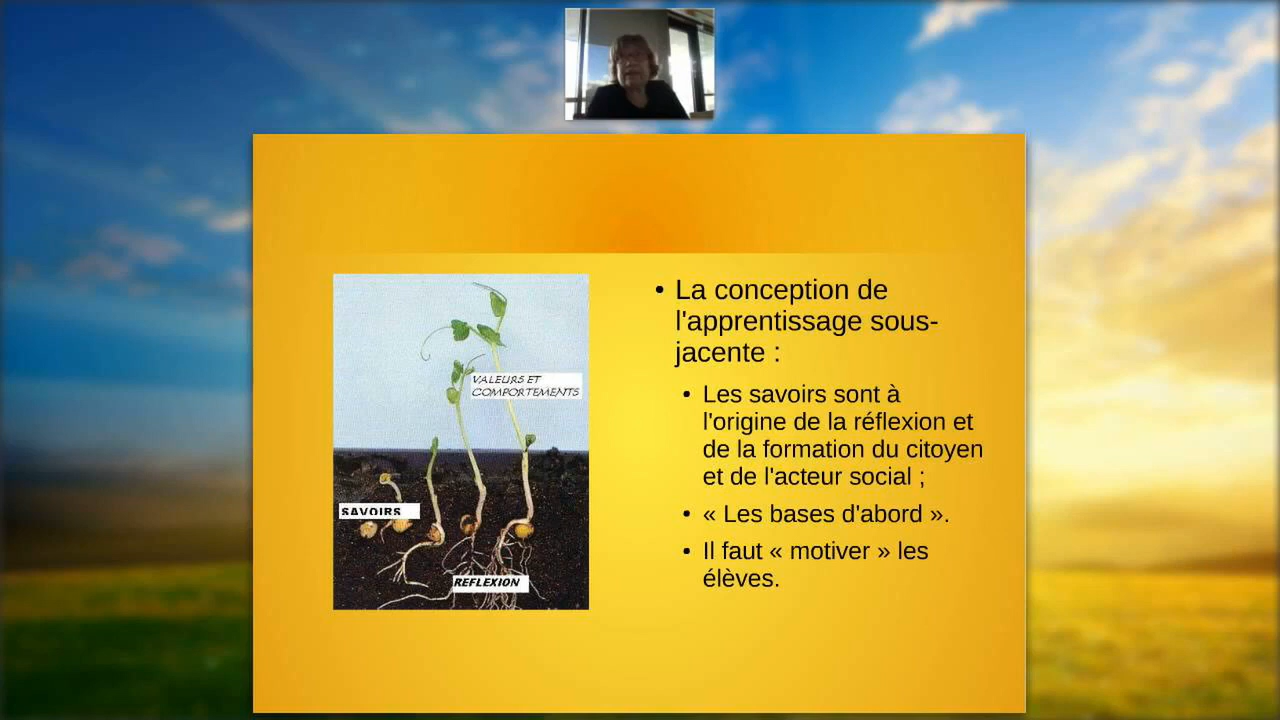 VALEURS ET
COMPORTEMENTS
SAVOIRS
REFLEXION
• La conception de
l'apprentissage sous-
jacente :
• Les savoirs sont à
l'origine de la réflexion et
de la formation du citoyen
et de l'acteur social ;
• « Les bases d'abord ».
• Il faut « motiver » les
élèves.